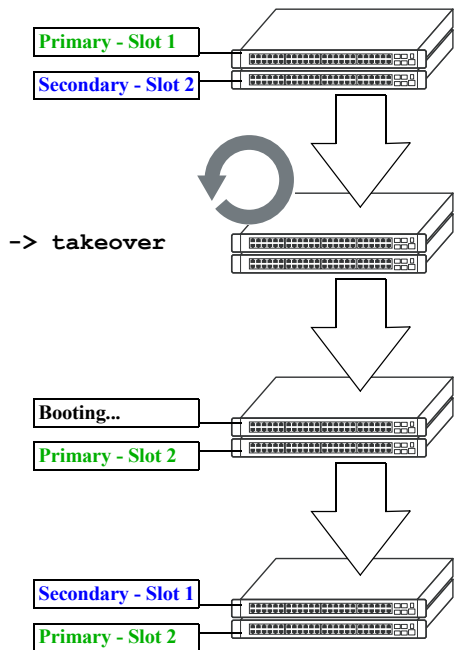 Primary - Slot 1
Secondary - Slot 2
-> takeover
Booting...
Primary - Slot 2
Secondary - Slot 1
Primary - Slot 2